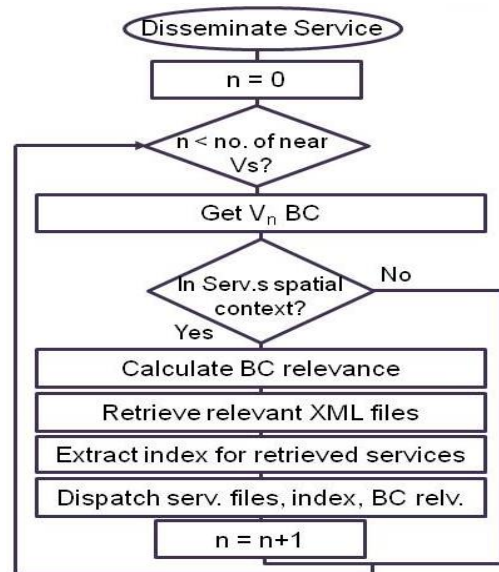 Disseminate Service
n = 0
n < no. of near
Vs?
Get Vn BC
In Serv.s spatial
context?
No
Yes
Calculate BC relevance
Retrieve relevant XML files
Extract index for retrieved services
Dispatch serv. files, index, BC relv.
n = n+1